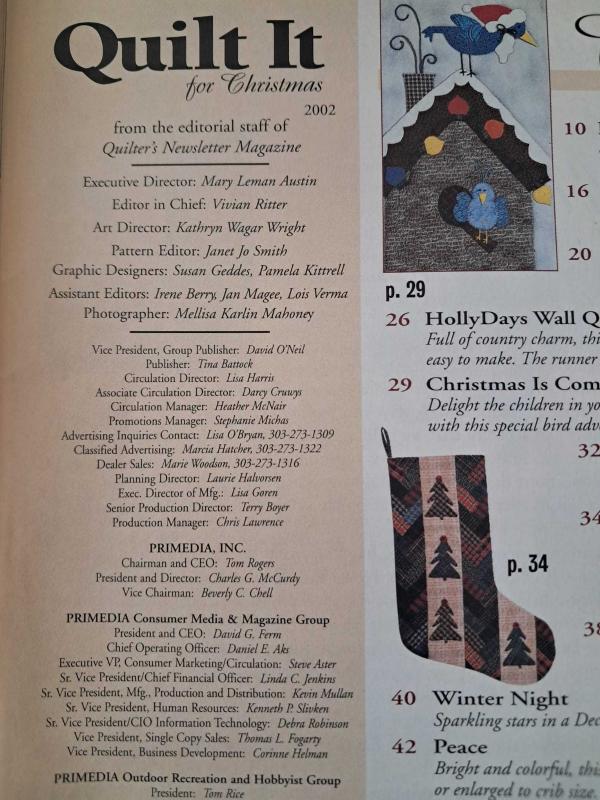 Quilt It
for Christmas
2002
from the editorial staff of
Quilter's Newsletter Magazine
Executive Director: Mary Leman Austin
Editor in Chief: Vivian Ritter
Art Director: Kathryn Wagar Wright
Pattern Editor: Janet Jo Smith
Graphic Designers: Susan Geddes, Pamela Kittrell
Assistant Editors: Irene Berry, Jan Magee, Lois Verma
Photographer: Mellisa Karlin Mahoney
Vice President, Group Publisher: David O'Neil
Publisher: Tina Battock
Circulation Director: Lisa Harris
Associate Circulation Director: Darcy Cruwys
Circulation Manager: Heather McNair
Promotions Manager: Stephanie Michas
Advertising Inquiries Contact: Lisa O'Bryan, 303-273-1309
Classified Advertising: Marcia Hatcher, 303-273-1322
Dealer Sales: Marie Woodson, 303-273-1316
Planning Director: Laurie Halvorsen
Exec. Director of Mfg.: Lisa Goren
Senior Production Director: Terry Boyer
Production Manager: Chris Lawrence
PRIMEDIA, INC.
Chairman and CEO: Tom Rogers
President and Director: Charles G. McCurdy
Vice Chairman: Beverly C. Chell
PRIMEDIA Consumer Media & Magazine Group
President and CEO: David G. Ferm
Chief Operating Officer: Daniel E. Aks
Executive VP, Consumer Marketing/Circulation: Steve Aster
Sr. Vice President/Chief Financial Officer: Linda C. Jenkins
Sr. Vice President, Mfg., Production and Distribution: Kevin Mullan
Sr. Vice President, Human Resources: Kenneth P. Slivken
Sr. Vice President/CIO Information Technology: Debra Robinson
Vice President, Single Copy Sales: Thomas L. Fogarty
Vice President, Business Development: Corinne Helman
PRIMEDIA Outdoor Recreation and Hobbyist Group
President: Tom Rice
10
16
20
p. 29
26 HollyDays Wall Q
Full of country charm, thi
easy to make. The runner
29 Christmas Is Com
Delight the children in yo
with this special bird adv
32
34
p. 34
38
40 Winter Night
Sparkling stars in a Dec
42 Peace
Bright and colorful, this
or enlarged to crib size.